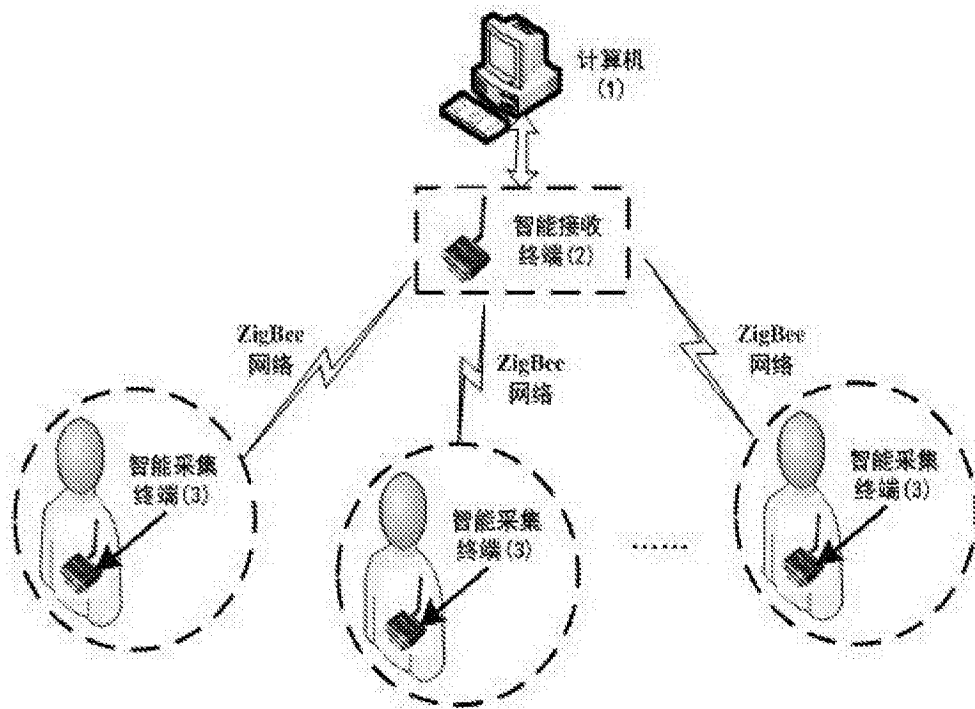 计算机
(1)
智能接收
终端(2)
ZigBee
网络
ZigBee
网络
ZigBee
网络
智能采集
终端(3)
智能采集
终端(3)
......
智能采集
终端(3)